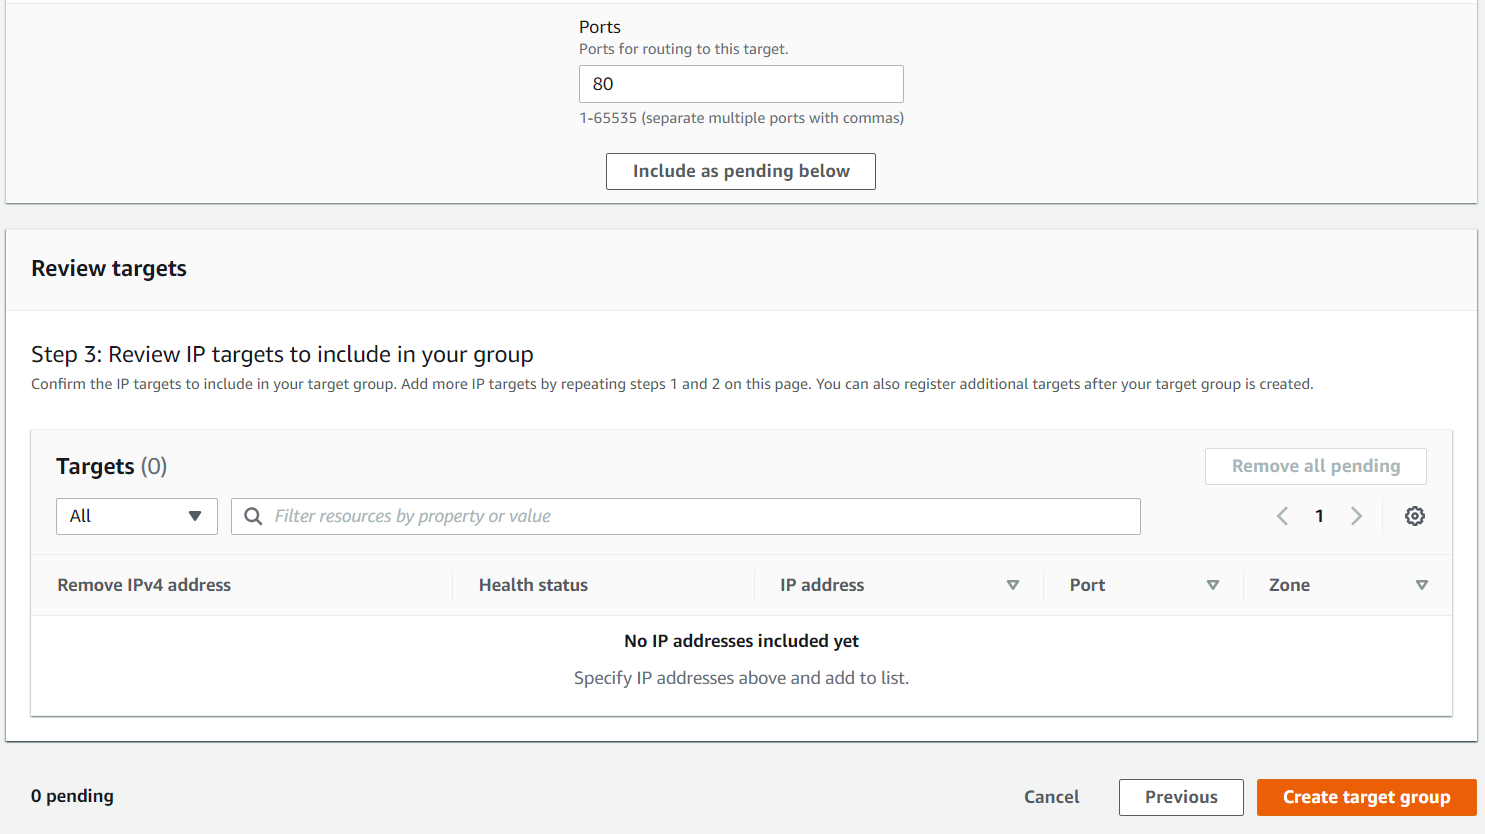 Ports
Ports for routing to this target.
80
1-65535 (separate multiple ports with commas)
Include as pending below
Review targets
Step 3: Review IP targets to include in your group
Confirm the IP targets to include in your target group. Add more IP targets by repeating steps 1 and 2 on this page. You can also register additional targets after your target group is created.
Targets (0)
Remove all pending
All
Filter resources by property or value
1
Remove IPv4 address
Health status
IP address
Port
Zone
No IP addresses included yet
Specify IP addresses above and add to list.
0 pending
Cancel
Previous
Create target group